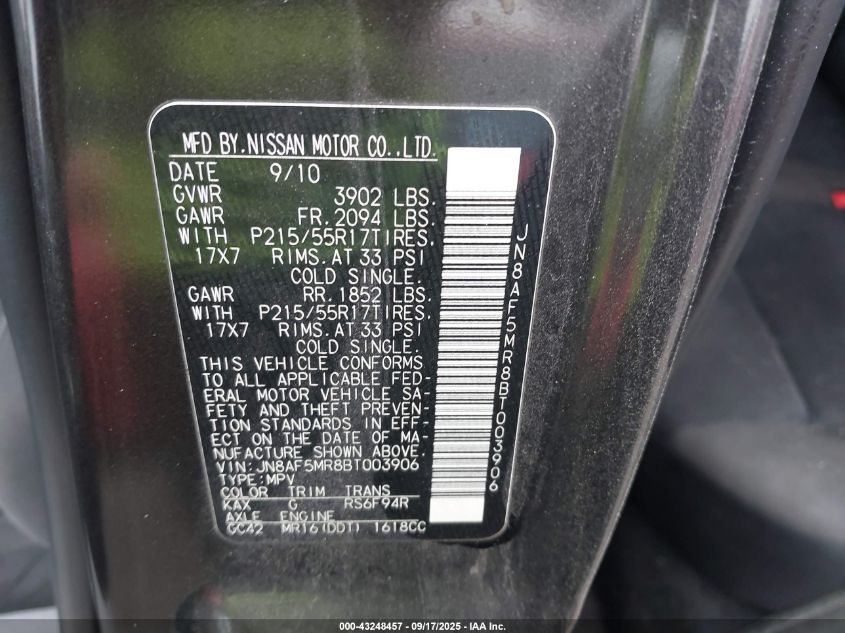 MFD BY.NISSAN MOTOR CO.,LTD.
DATE 9/10
GVWR 3902 LBS.
GAWR FR.2094 LBS.
WITH P215/55R17TIRES.
17X7 RIMS.AT 33 PSI
COLD SINGLE.
GAWR RR.1852 LBS.
WITH P215/55R17TIRES.
17X7 RIMS.AT 33 PSI
COLD SINGLE.
THIS VEHICLE CONFORMS
TO ALL APPLICABLE FED-
ERAL MOTOR VEHICLE SA-
FETY AND THEFT PREVEN-
TION STANDARDS IN EFF-
ECT ON THE DATE OF MA-
NUFACTURE SHOWN ABOVE.
VIN:JN8AF5MR8BT003906
TYPE:MPV
COLOR TRIM TRANS
KAX G RS6F94R
AXLE ENGINE
GC42 MR16(DDT) 1618CC
JN8AF5MR8BT003906
000-43248457 - 09/17/2025 - IAA Inc.